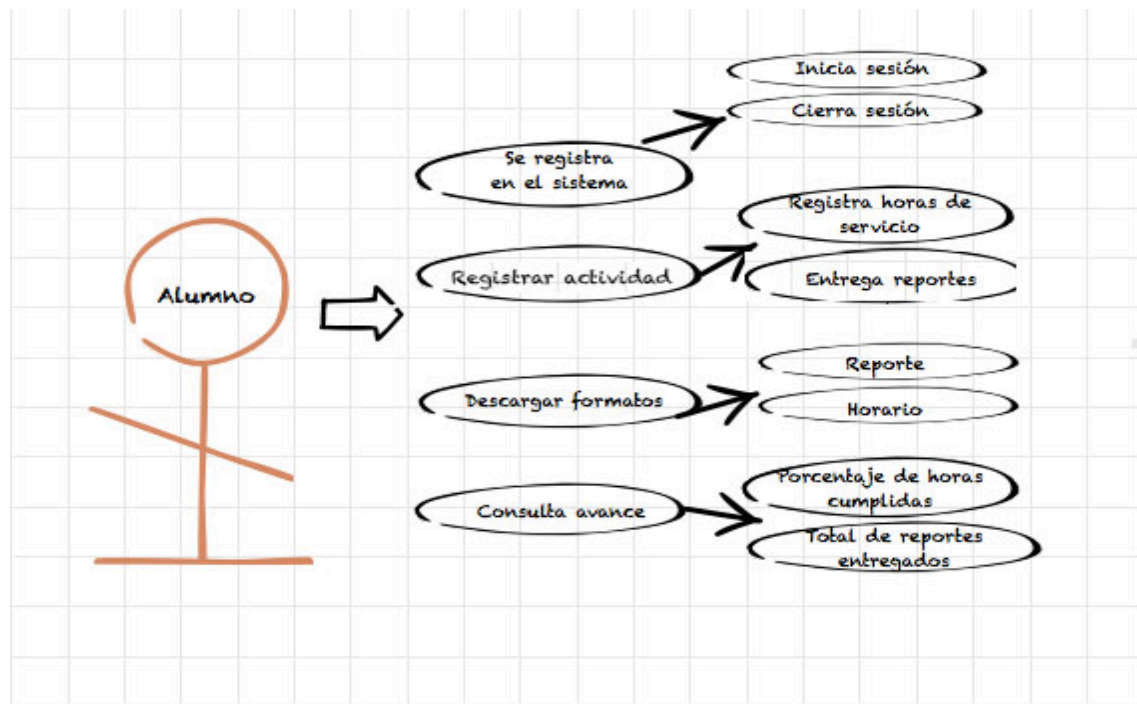 Inicia sesión
Cierra sesión
Se registra
en el sistema
Registra horas de
servicio
Registrar actividad
Entrega reportes
Alumno
Reporte
Descargar formatos
Horario
Porcentaje de horas
cumplidas
Consulta avance
Total de reportes
entregados